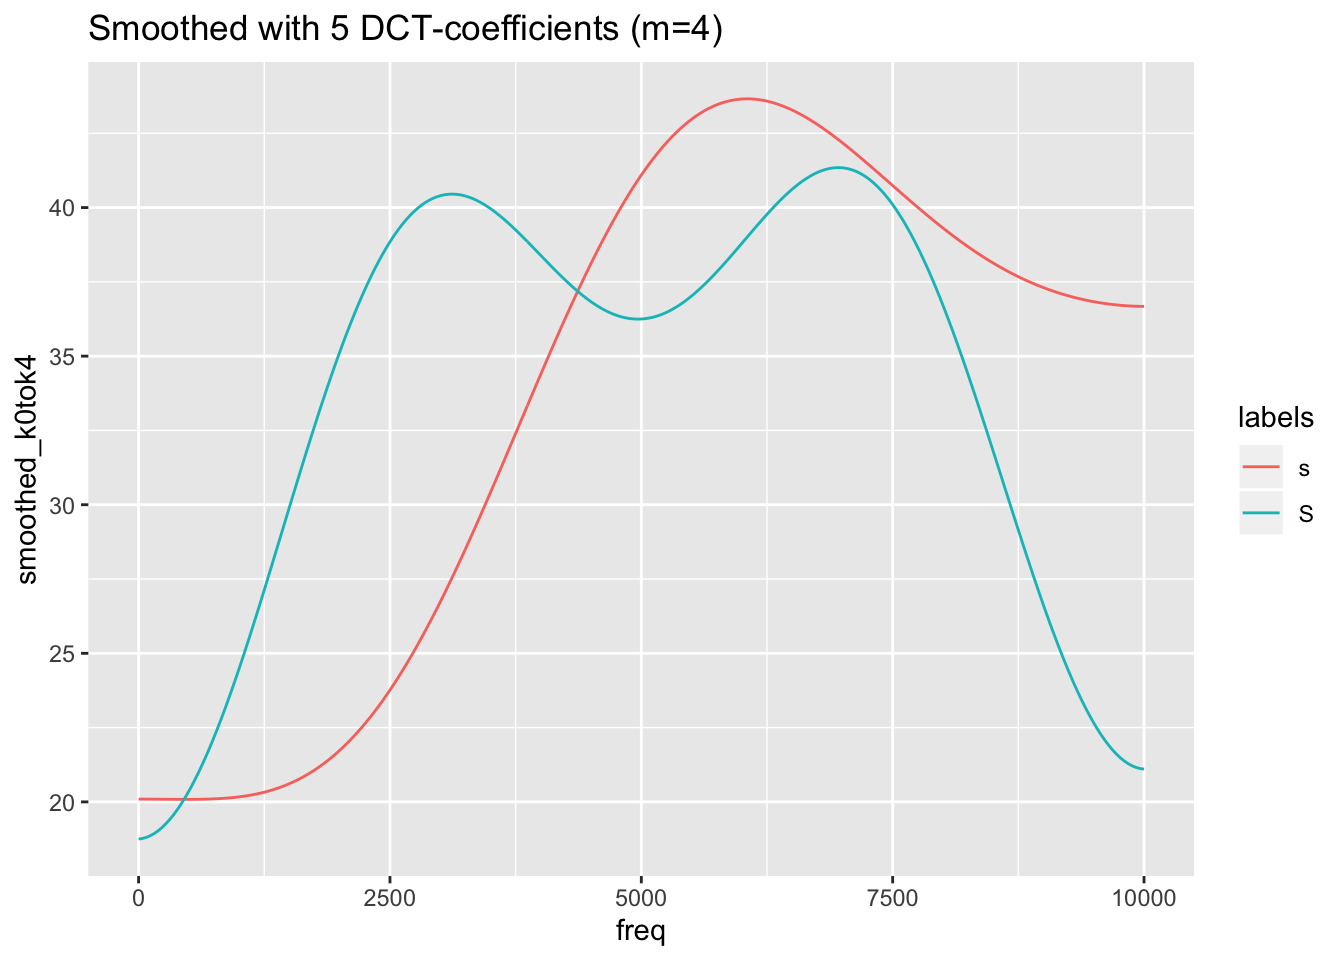 Smoothed with 5 DCT-coefficients (m=4)
smoothed_k0tok4
40
35
30
25
20
0 2500 5000 7500 10000
freq
labels
s
S